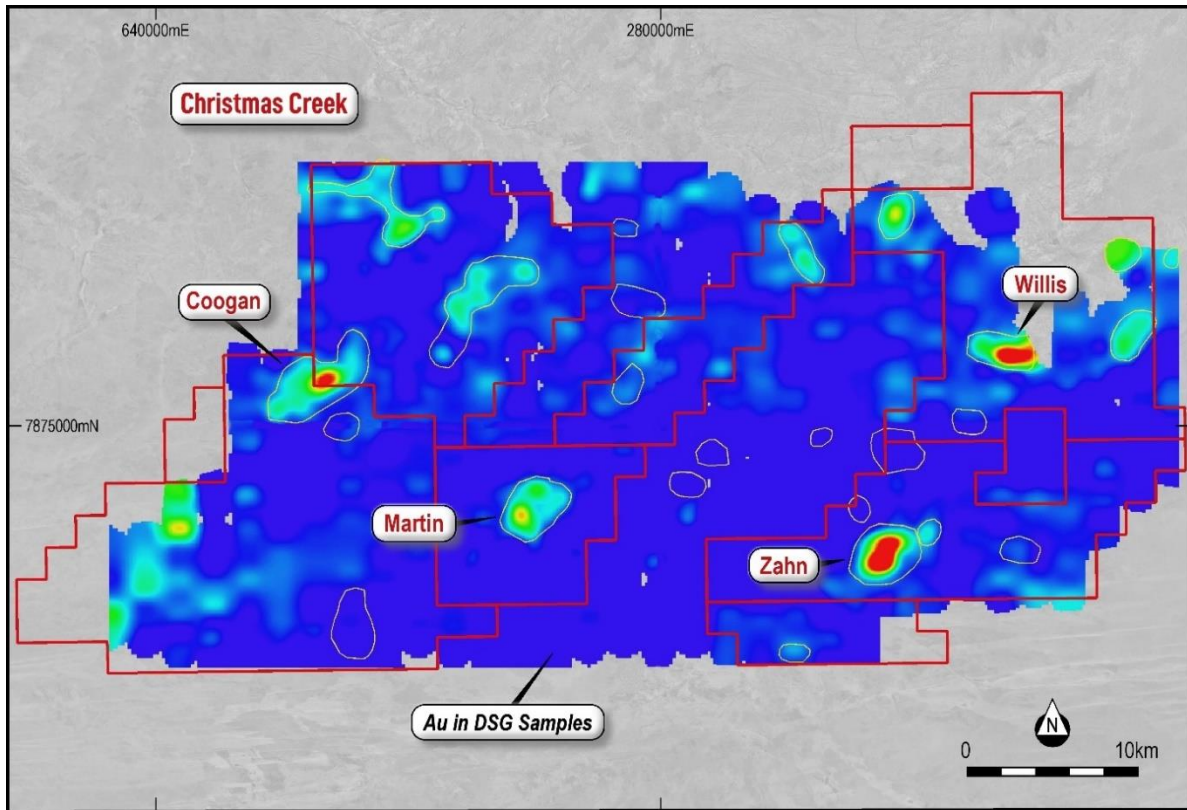 640000mE
280000mE
Christmas Creek
Coogan
Willis
7875000mN
Martin
Zahn
Au in DSG Samples
N
0 10km